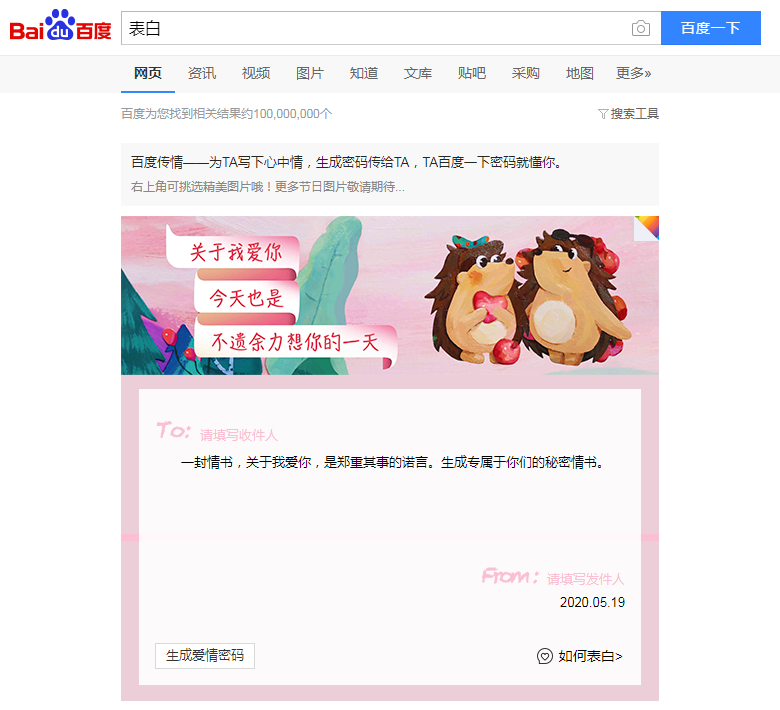 Bai du 百度 表白 百度一下
网页 资讯 视频 图片 知道 文库 贴吧 采购 地图 更多»
百度为您找到相关结果约100,000,000个 搜索工具
百度传情——为TA写下心中情，生成密码传给TA，TA百度一下密码就懂你。
右上角可挑选精美图片哦！更多节日图片敬请期待...
关于我爱你
今天也是
不遗余力想你的一天
To: 请填写收件人
一封情书，关于我爱你，是郑重其事的诺言。生成专属于你们的秘密情书。
From: 请填写发件人
2020.05.19
生成爱情密码 如何表白>